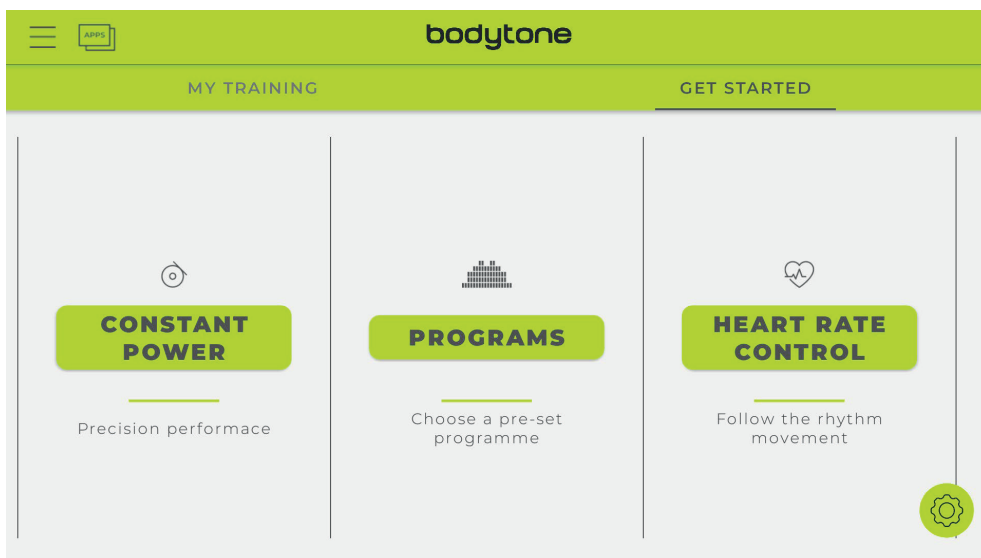 APPS
bodytone
MY TRAINING
GET STARTED
CONSTANT
POWER
Precision performace
PROGRAMS
Choose a pre-set
programme
HEART RATE
CONTROL
Follow the rhythm
movement